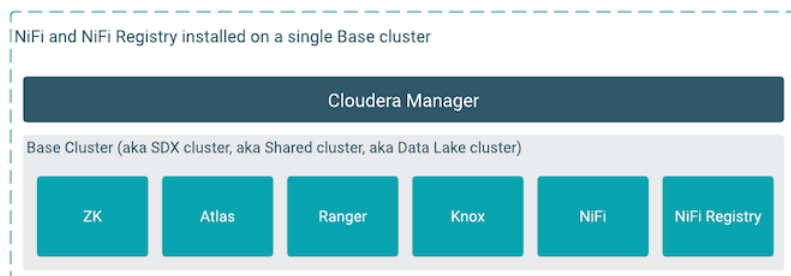 NiFi and NiFi Registry installed on a single Base cluster
Cloudera Manager
Base Cluster (aka SDX cluster, aka Shared cluster, aka Data Lake cluster)
ZK
Atlas
Ranger
Knox
NiFi
NiFi Registry